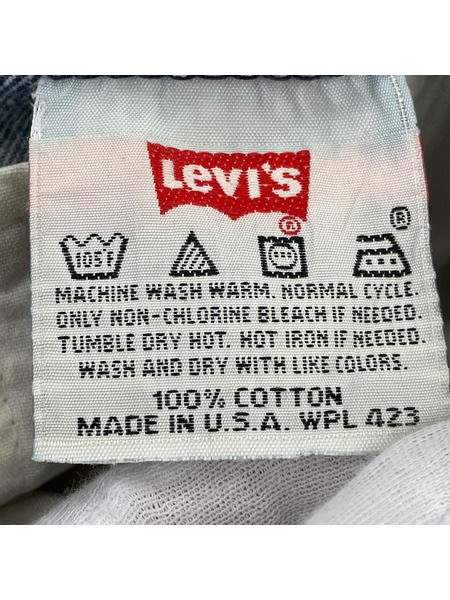 Levi's
®
®
105F
MACHINE WASH WARM. NORMAL CYCLE.
ONLY NON-CHLORINE BLEACH IF NEEDED.
TUMBLE DRY HOT. HOT IRON IF NEEDED.
WASH AND DRY WITH LIKE COLORS.
100% COTTON
MADE IN U.S.A. WPL 423